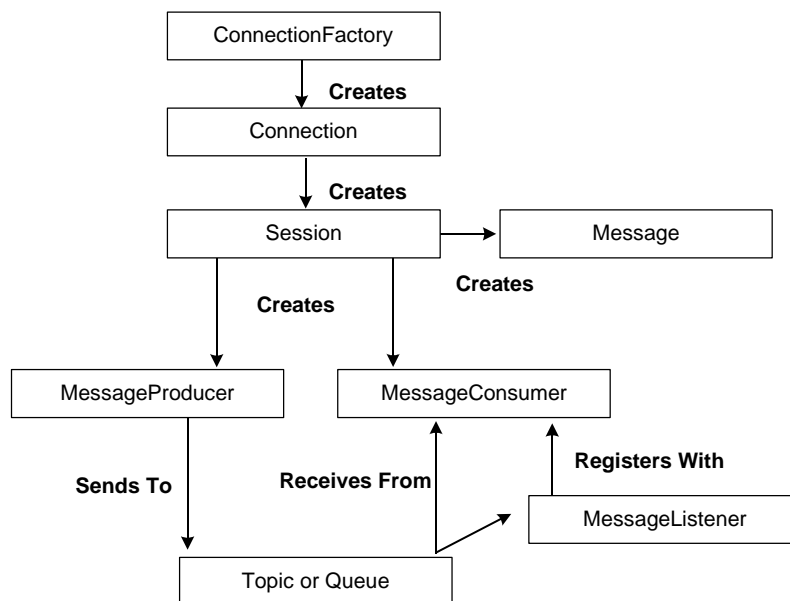 ConnectionFactory
Creates
Connection
Creates
Session
Message
Creates
Creates
MessageProducer
MessageConsumer
Sends To
Receives From
Registers With
MessageListener
Topic or Queue